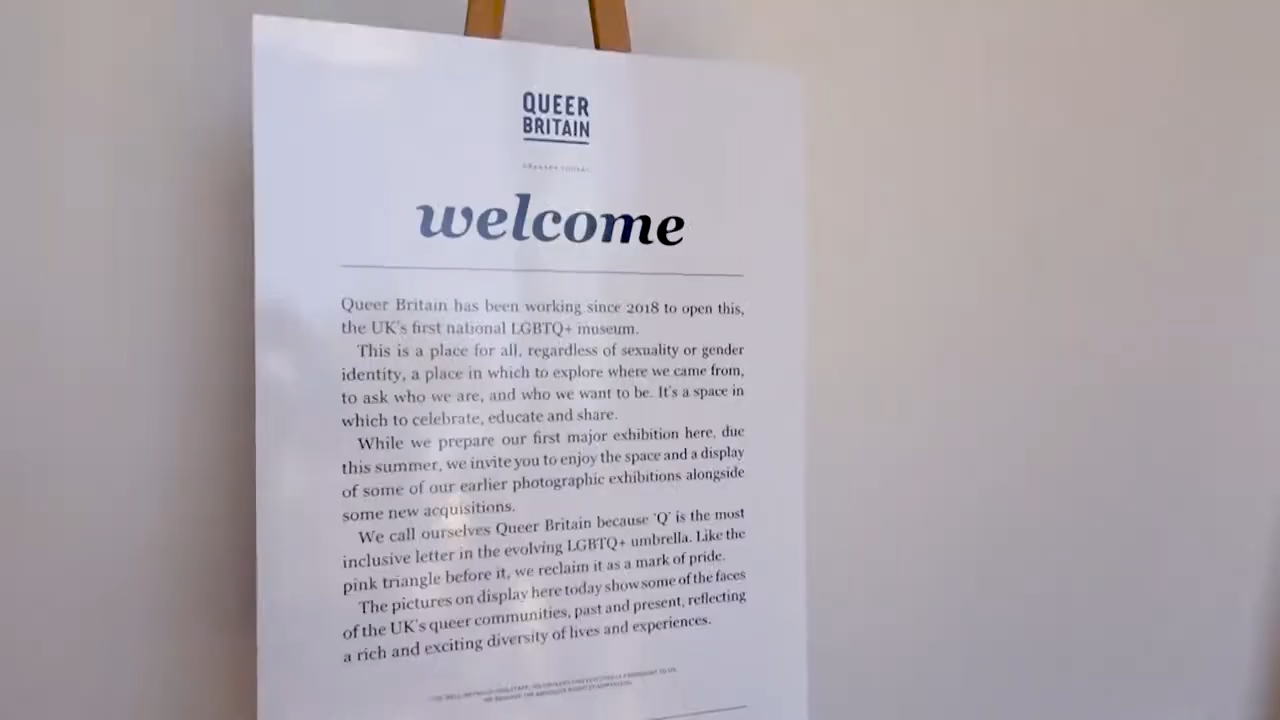 QUEER
BRITAIN
welcome
Queer Britain has been working since 2018 to open this,
the UK's first national LGBTQ+ museum.
This is a place for all, regardless of sexuality or gender
identity, a place in which to explore where we came from,
to ask who we are, and who we want to be. It's a space in
which to celebrate, educate and share.
While we prepare our first major exhibition here, due
this summer, we invite you to enjoy the space and a display
of some of our earlier photographic exhibitions alongside
some new acquisitions.
We call ourselves Queer Britain because 'Q' is the most
inclusive letter in the evolving LGBTQ+ umbrella. Like the
pink triangle before it, we reclaim it as a mark of pride.
The pictures on display here today show some of the faces
of the UK's queer communities, past and present, reflecting
a rich and exciting diversity of lives and experiences.